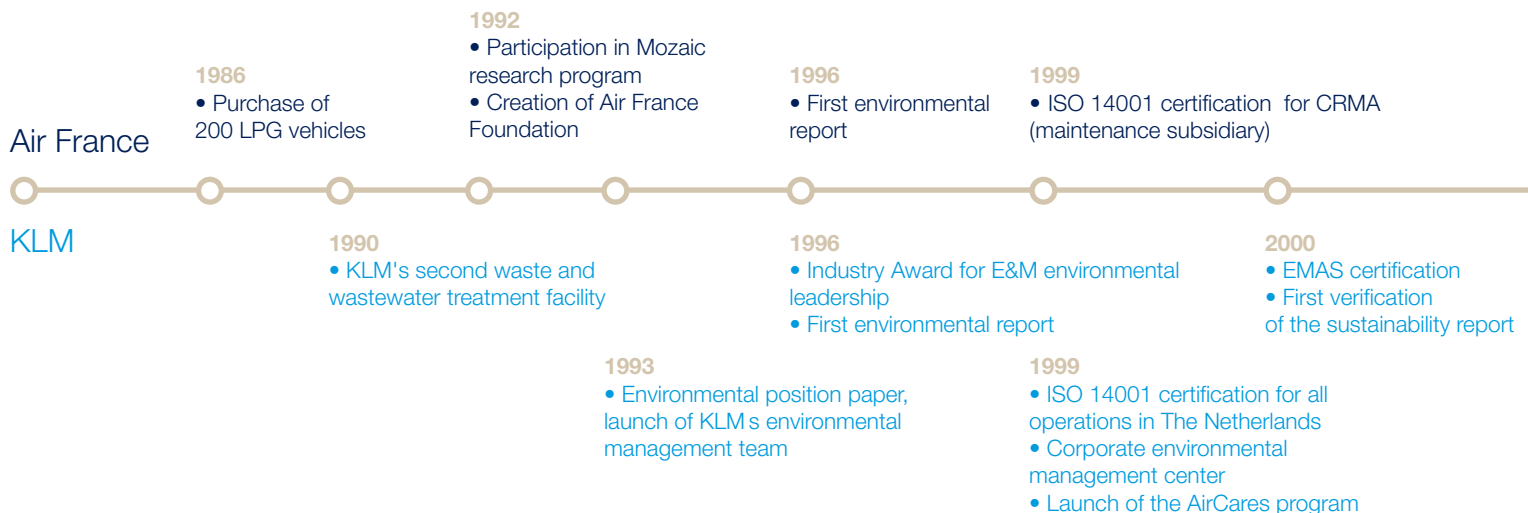 Air France
1986
• Purchase of
200 LPG vehicles
1992
• Participation in Mozaic
research program
• Creation of Air France
Foundation
1996
• First environmental
report
1999
• ISO 14001 certification for CRMA
(maintenance subsidiary)
KLM
1990
• KLM's second waste and
wastewater treatment facility
1993
• Environmental position paper,
launch of KLM s environmental
management team
1996
• Industry Award for E&M environmental
leadership
• First environmental report
1999
• ISO 14001 certification for all
operations in The Netherlands
• Corporate environmental
management center
• Launch of the AirCares program
2000
• EMAS certification
• First verification
of the sustainability report